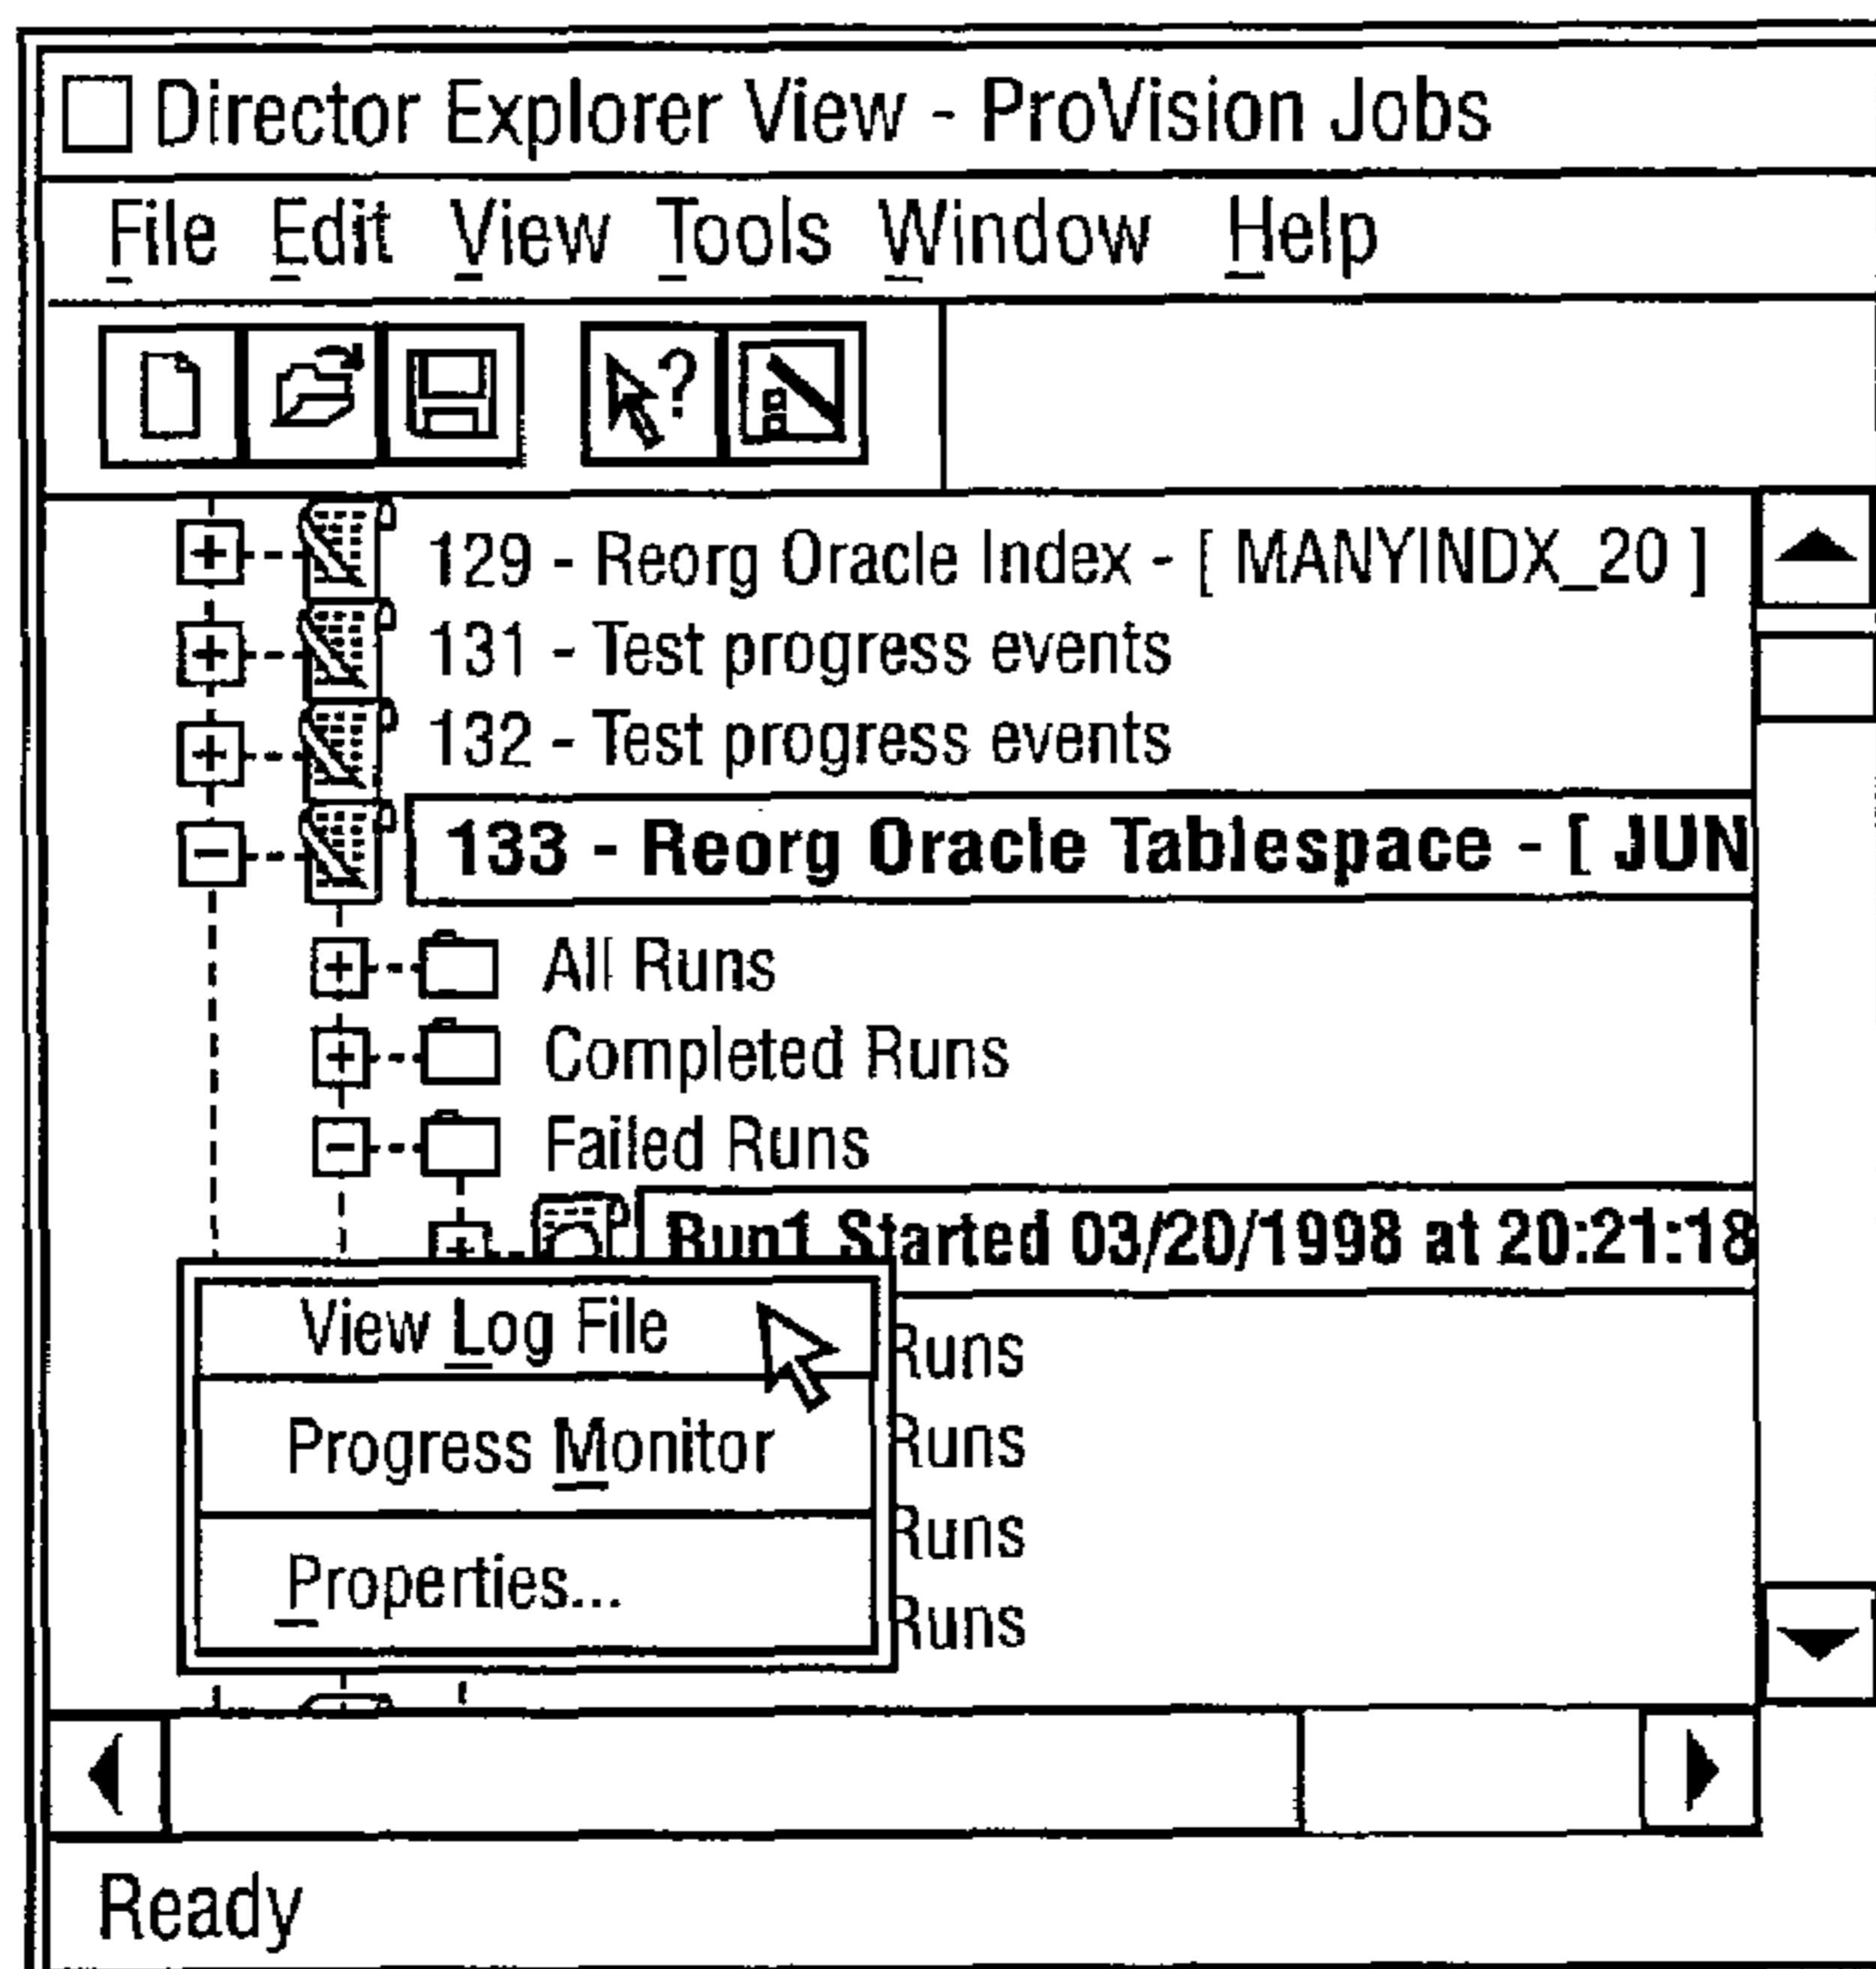 Director Explorer View - ProVision Jobs
File Edit View Tools Window Help
129 - Reorg Oracle Index - [ MANYINDX_20 ]
131 - Test progress events
132 - Test progress events
133 - Reorg Oracle Tablespace - [ JUN
All Runs
Completed Runs
Failed Runs
Run1 Started 03/20/1998 at 20:21:18
View Log File
Runs
Progress Monitor
Runs
Runs
Properties...
Runs
Ready